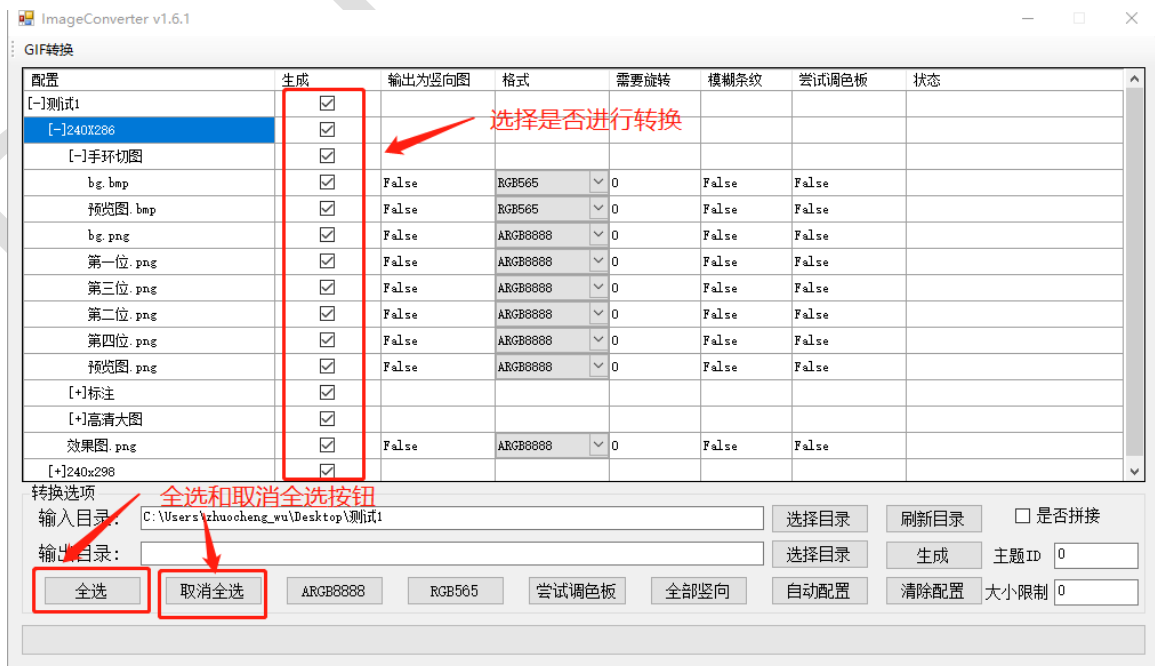 ImageConverter v1.6.1
GIF转换
配置 生成 输出为竖向图 格式 需要旋转 模糊条纹 尝试调色板 状态
[-]测试1
选择是否进行转换
[-]240X286
[-]手环切图
bg.bmp False RGB565 0 False False
预览图.bmp False RGB565 0 False False
bg.png False ARGB8888 0 False False
第一位.png False ARGB8888 0 False False
第三位.png False ARGB8888 0 False False
第二位.png False ARGB8888 0 False False
第四位.png False ARGB8888 0 False False
预览图.png False ARGB8888 0 False False
[+]标注
[+]高清大图
效果图.png False ARGB8888 0 False False
[+]240x298
转换选项
全选和取消全选按钮
输入目录: C:\Users\zhuocheng_wu\Desktop\测试1 选择目录 刷新目录 是否拼接
输出目录: 选择目录 生成 主题ID 0
全选 取消全选 ARGB8888 RGB565 尝试调色板 全部竖向 自动配置 清除配置 大小限制 0